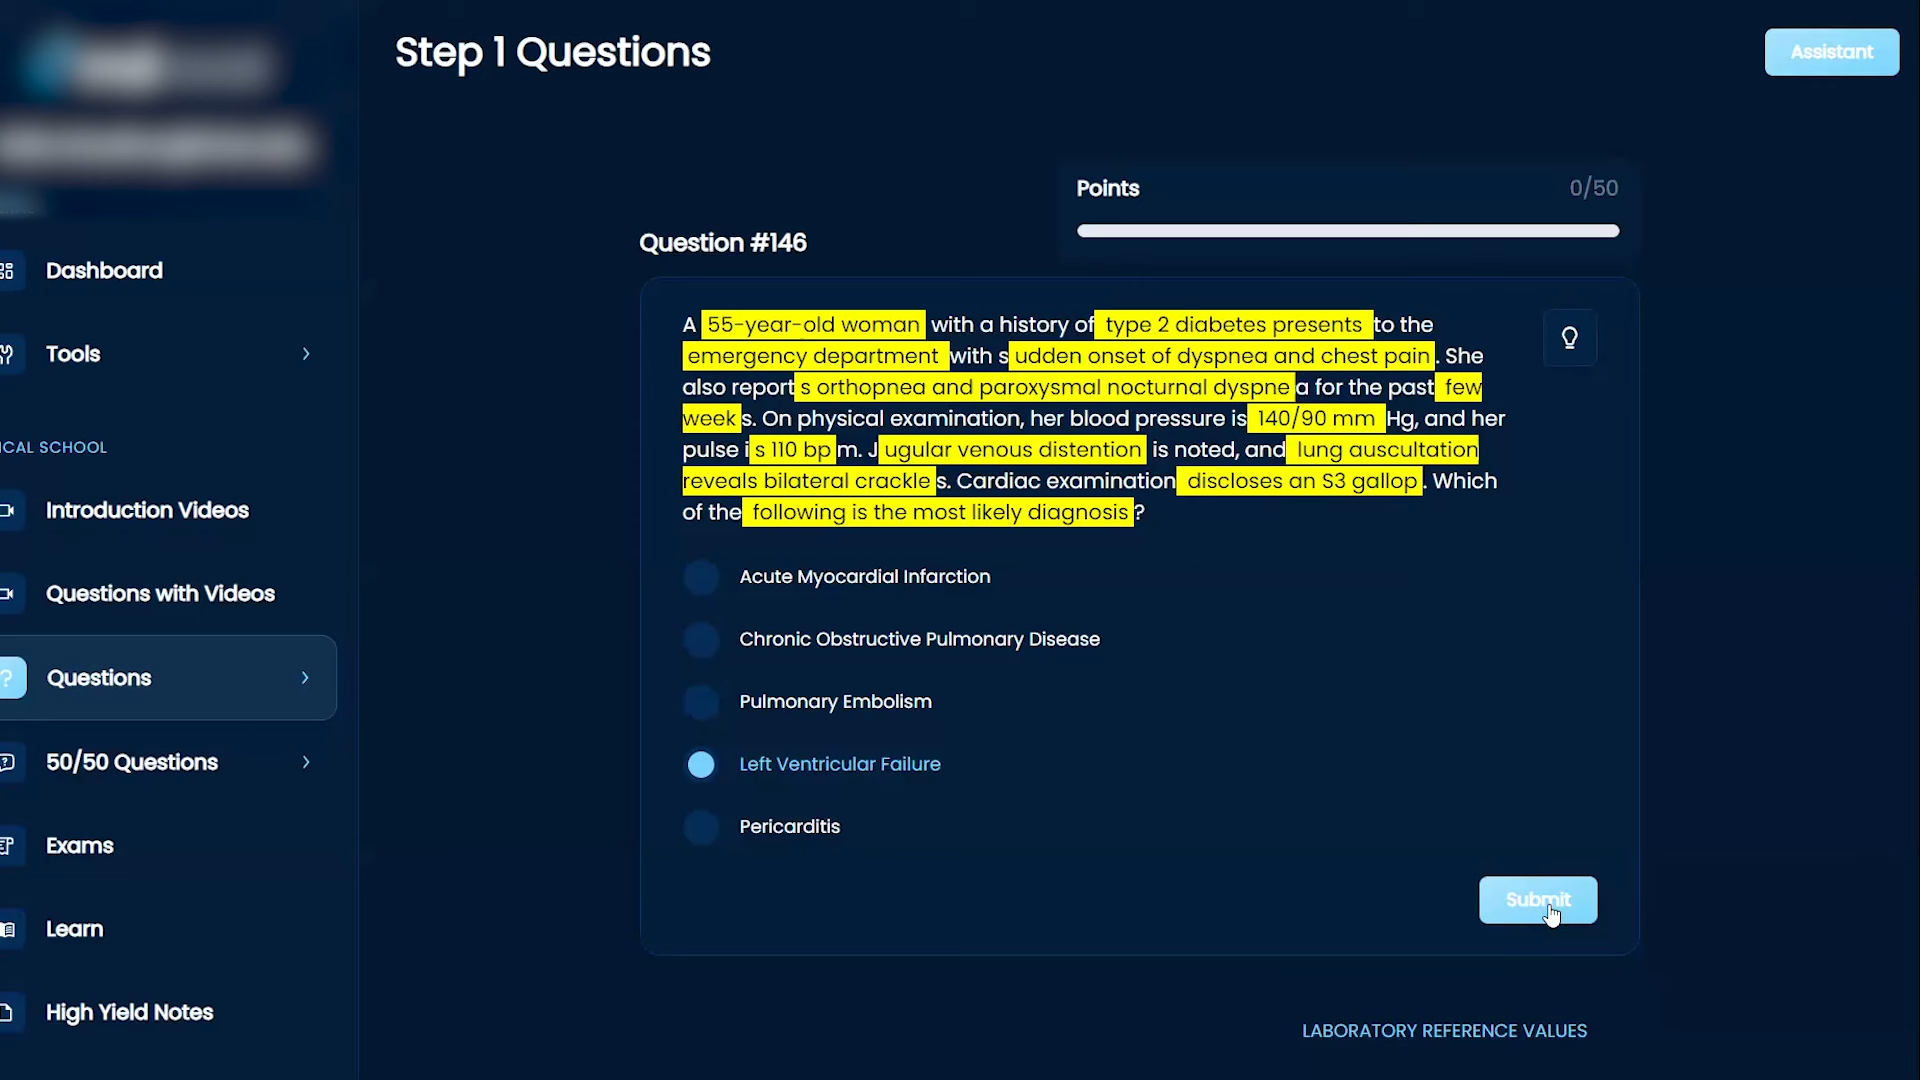 Step 1 Questions
Assistant
Points
0/50
Question #146
A 55-year-old woman with a history of type 2 diabetes presents to the
emergency department with sudden onset of dyspnea and chest pain. She
also reports orthopnea and paroxysmal nocturnal dyspnea for the past few
weeks. On physical examination, her blood pressure is 140/90 mm Hg, and her
pulse is 110 bpm. Jugular venous distention is noted, and lung auscultation
reveals bilateral crackles. Cardiac examination discloses an S3 gallop. Which
of the following is the most likely diagnosis?
Acute Myocardial Infarction
Chronic Obstructive Pulmonary Disease
Pulmonary Embolism
Left Ventricular Failure
Pericarditis
Submit
LABORATORY REFERENCE VALUES
Dashboard
Tools
ICAL SCHOOL
Introduction Videos
Questions with Videos
Questions
50/50 Questions
Exams
Learn
High Yield Notes